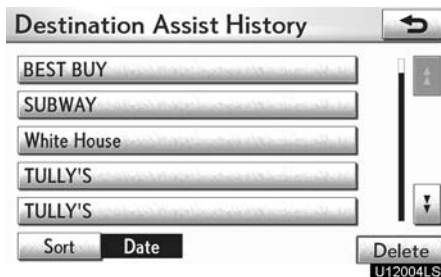 Destination Assist History
BEST BUY
SUBWAY
White House
TULLY'S
TULLY'S
Sort Date Delete
U12004LS